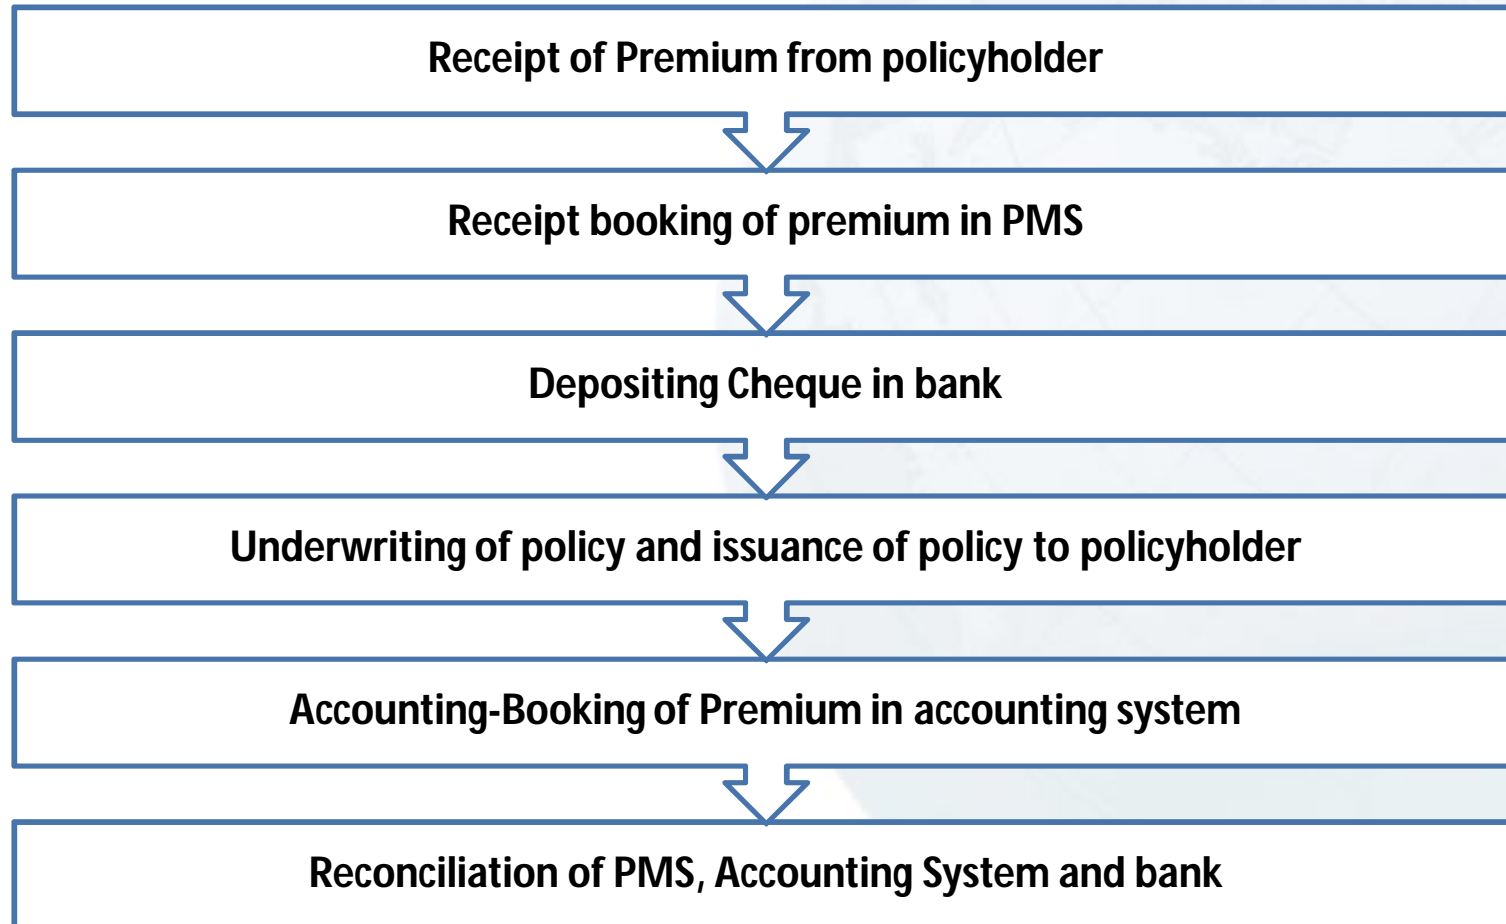 Receipt of Premium from policyholder
Receipt booking of premium in PMS
Depositing Cheque in bank
Underwriting of policy and issuance of policy to policyholder
Accounting-Booking of Premium in accounting system
Reconciliation of PMS, Accounting System and bank